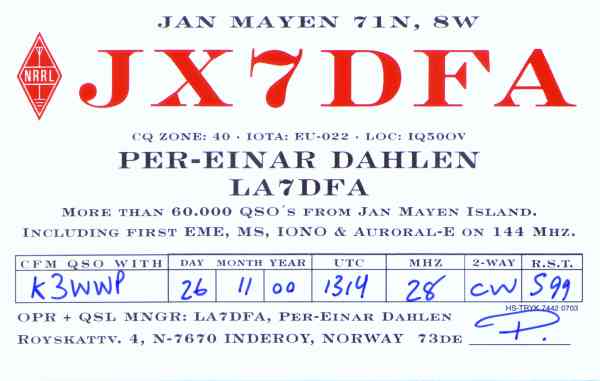 JAN MAYEN 71N, 8W
NRRL
JX7DFA
CQ ZONE: 40 · IOTA: EU-022 · LOC: IQ50OV
PER-EINAR DAHLEN
LA7DFA
MORE THAN 60.000 QSO´S FROM JAN MAYEN ISLAND.
INCLUDING FIRST EME, MS, IONO & AURORAL-E ON 144 MHZ.
CFM QSO WITH DAY MONTH YEAR UTC MHZ 2-WAY R.S.T.
K3WWP 26 11 00 1314 28 CW 599
HS-TRYK 7442 0703
OPR + QSL MNGR: LA7DFA, PER-EINAR DAHLEN
ROYSKATTV. 4, N-7670 INDEROY, NORWAY 73DE